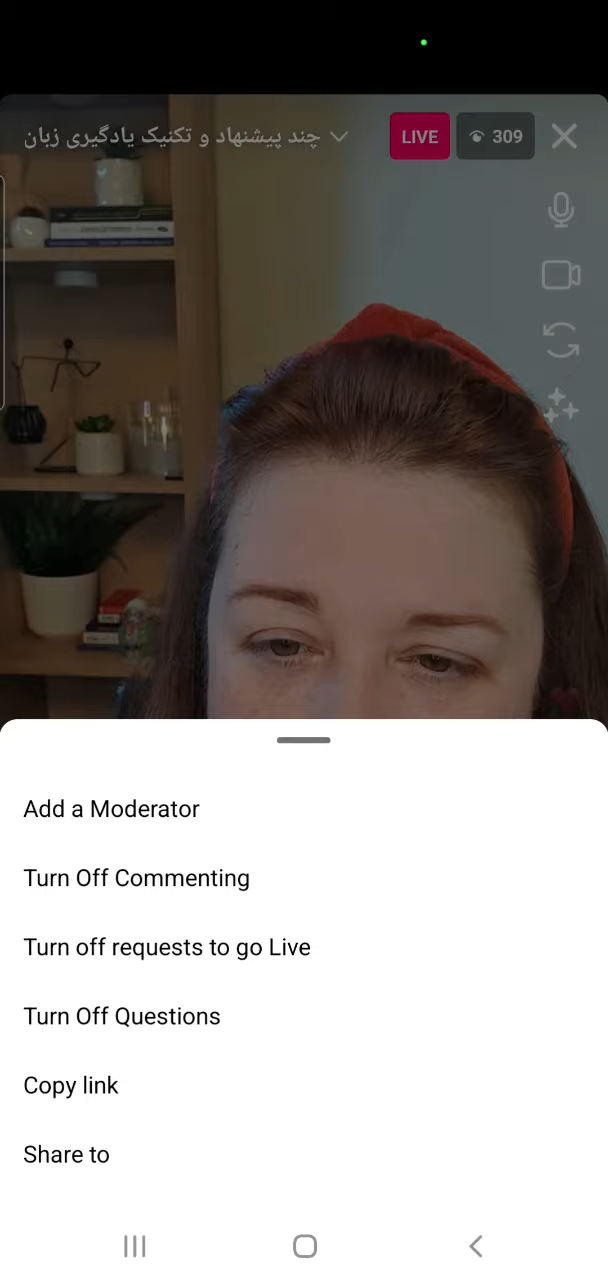 چند پیشنهاد و تکنیک یادگیری زبان
LIVE
309
Add a Moderator
Turn Off Commenting
Turn off requests to go Live
Turn Off Questions
Copy link
Share to